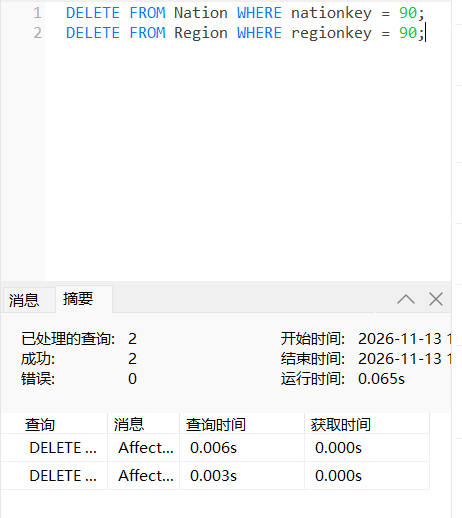 1 DELETE FROM Nation WHERE nationkey = 90;
2 DELETE FROM Region WHERE regionkey = 90;
消息 摘要
已处理的查询: 2 开始时间: 2026-11-13 1
成功: 2 结束时间: 2026-11-13 1
错误: 0 运行时间: 0.065s
查询 消息 查询时间 获取时间
DELETE ... Affect... 0.006s 0.000s
DELETE ... Affect... 0.003s 0.000s